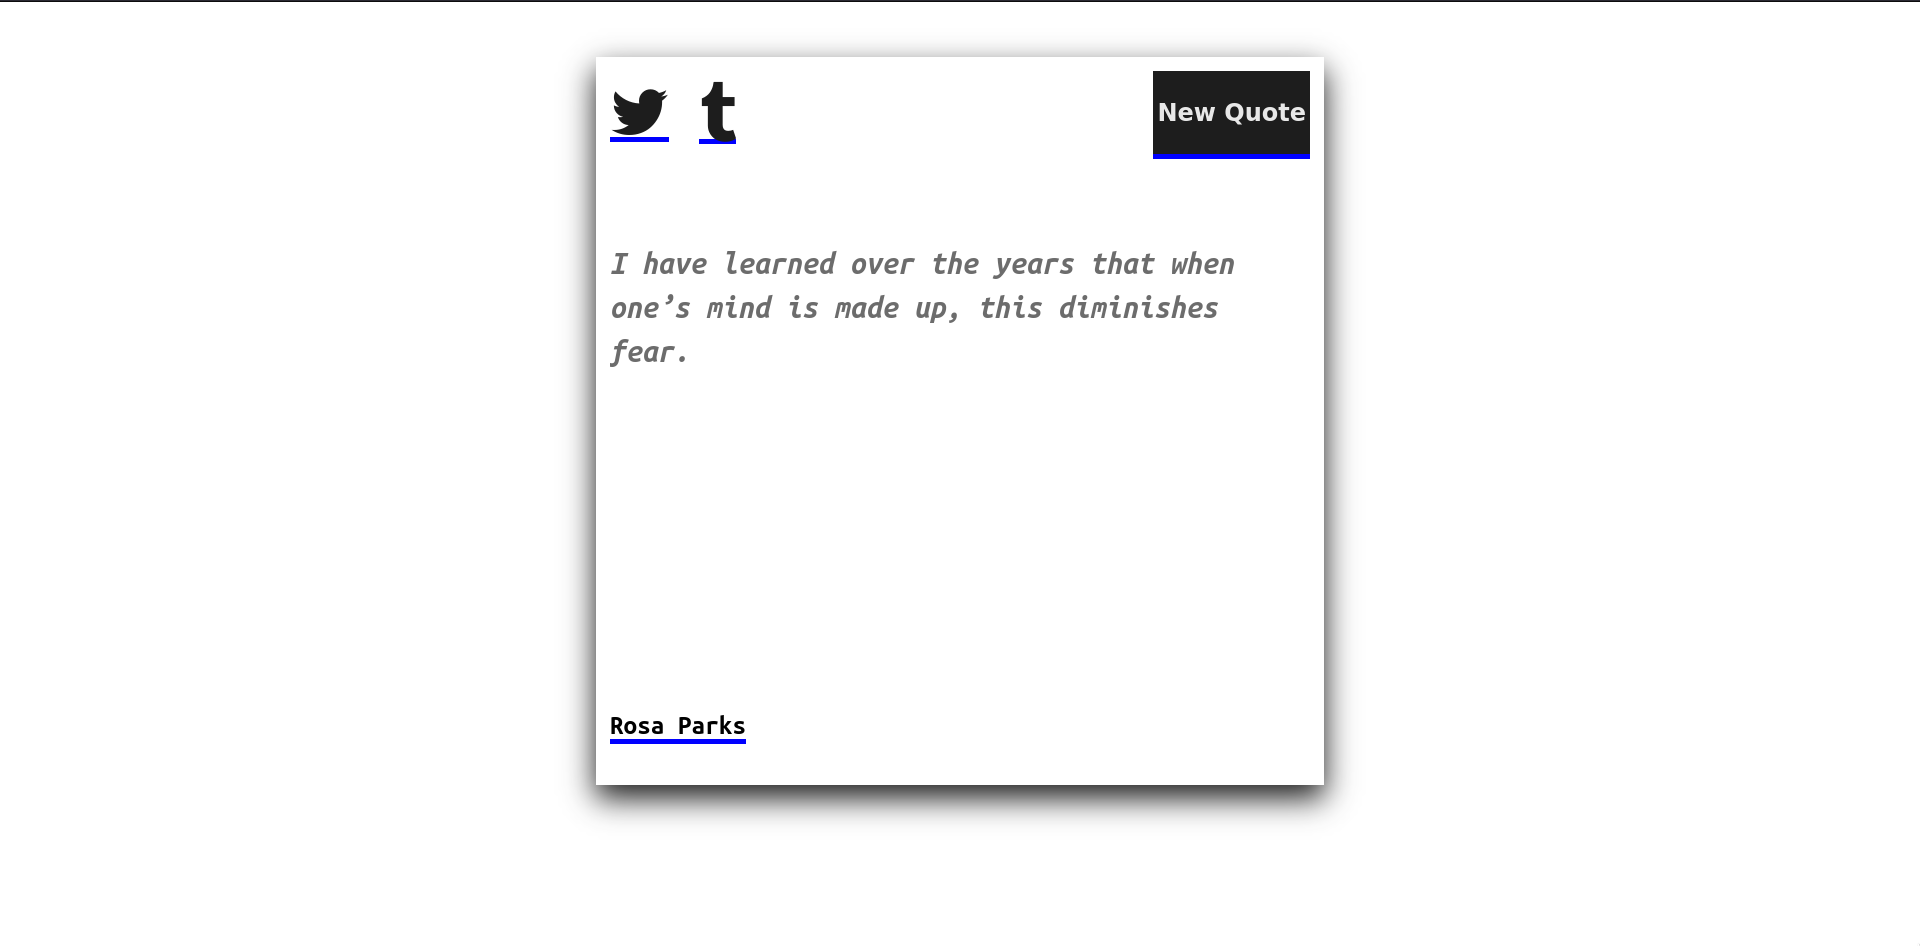 New Quote
I have learned over the years that when
one’s mind is made up, this diminishes
fear.
Rosa Parks